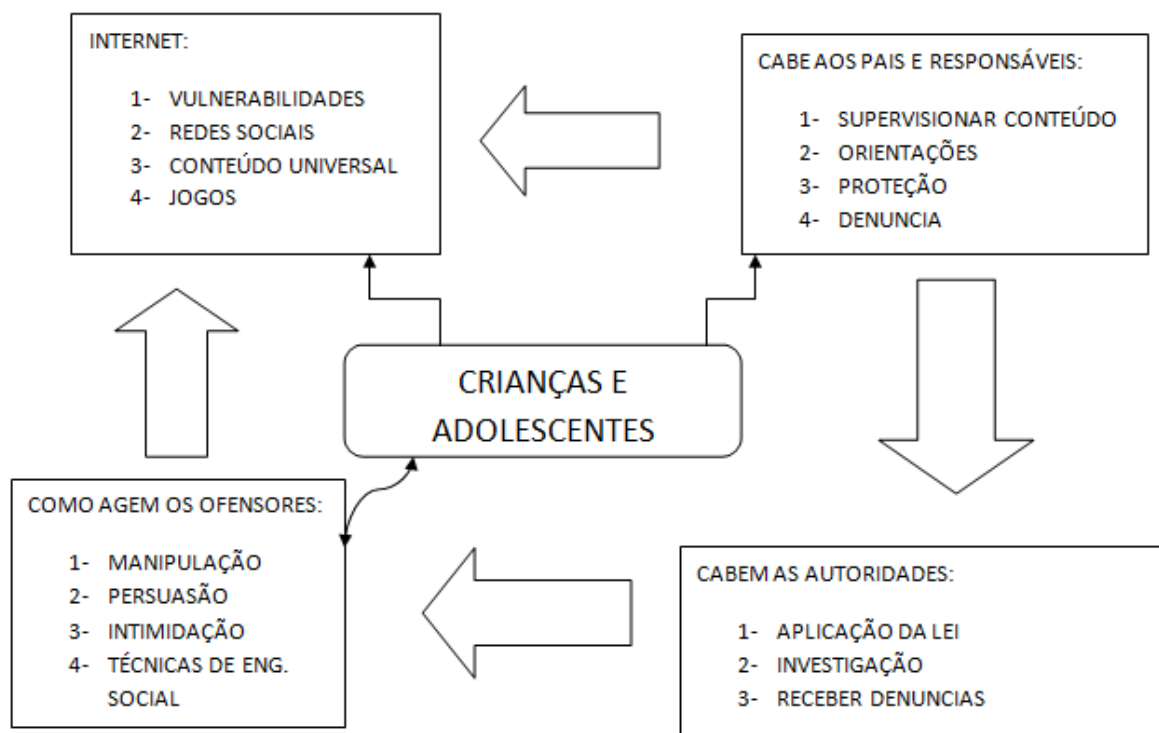 INTERNET:
1- VULNERABILIDADES
2- REDES SOCIAIS
3- CONTEÚDO UNIVERSAL
4- JOGOS
CABE AOS PAIS E RESPONSÁVEIS:
1- SUPERVISIONAR CONTEÚDO
2- ORIENTAÇÕES
3- PROTEÇÃO
4- DENUNCIA
CRIANÇAS E
ADOLESCENTES
COMO AGEM OS OFENSORES:
1- MANIPULAÇÃO
2- PERSUASÃO
3- INTIMIDAÇÃO
4- TÉCNICAS DE ENG.
SOCIAL
CABEM AS AUTORIDADES:
1- APLICAÇÃO DA LEI
2- INVESTIGAÇÃO
3- RECEBER DENUNCIAS